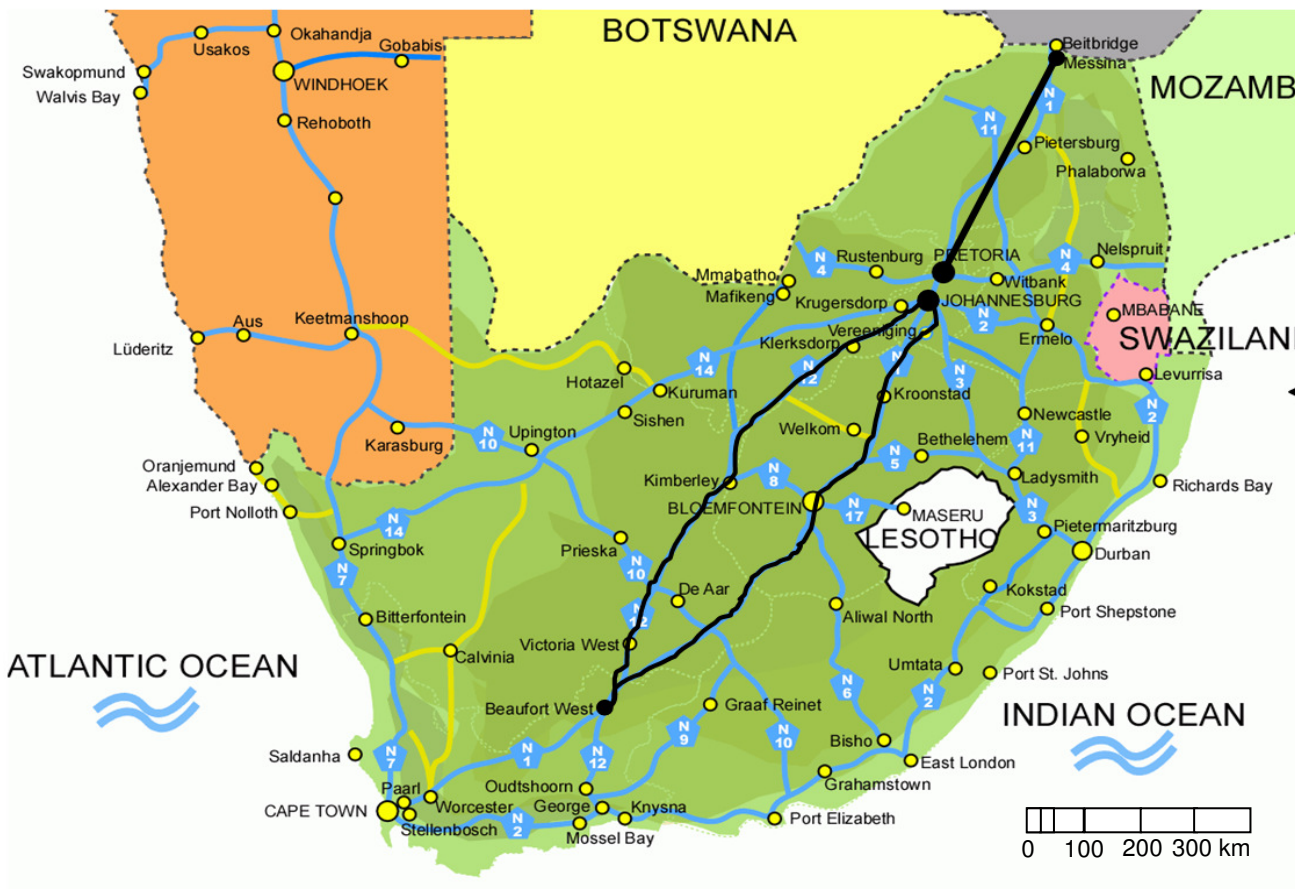 BOTSWANA
Okahandja
Usakos
Gobabis
Beitbridge
Messina
Swakopmund
WINDHOEK
MOZAMB
Walvis Bay
N
1
N
11
Rehoboth
Pietersburg
Phalaborwa
Nelspruit
PRETORIA
Rustenburg
N
4
N
4
Mmabatho
Witbank
Mafikeng
Krugersdorp
JOHANNESBURG
MBABANE
Keetmanshoop
Aus
N
2
Vereeniging
SWAZILAN
Ermelo
Lüderitz
Klerksdorp
N
14
N
12
N
1
N
3
Levurrisa
Hotazel
Kuruman
Kroonstad
N
2
Sishen
Newcastle
Karasburg
N
10
Upington
Welkom
Bethelehem
N
11
Vryheid
Oranjemund
N
5
Alexander Bay
Kimberley
N
8
Ladysmith
Richards Bay
Port Nolloth
BLOEMFONTEIN
N
17
MASERU
N
3
N
14
Pietermaritzburg
LESOTHO
Springbok
Prieska
Durban
N
7
N
10
De Aar
Kokstad
Bitterfontein
N
12
Aliwal North
Port Shepstone
Victoria West
Calvinia
ATLANTIC OCEAN
Umtata
Port St. Johns
N
6
N
2
Beaufort West
Graaf Reinet
INDIAN OCEAN
N
9
N
10
Bisho
Saldanha
N
7
N
1
N
12
East London
Grahamstown
Paarl
Oudtshoorn
CAPE TOWN
Worcester
George
Knysna
Port Elizabeth
Stellenbosch
N
2
Mossel Bay
0 100 200 300 km